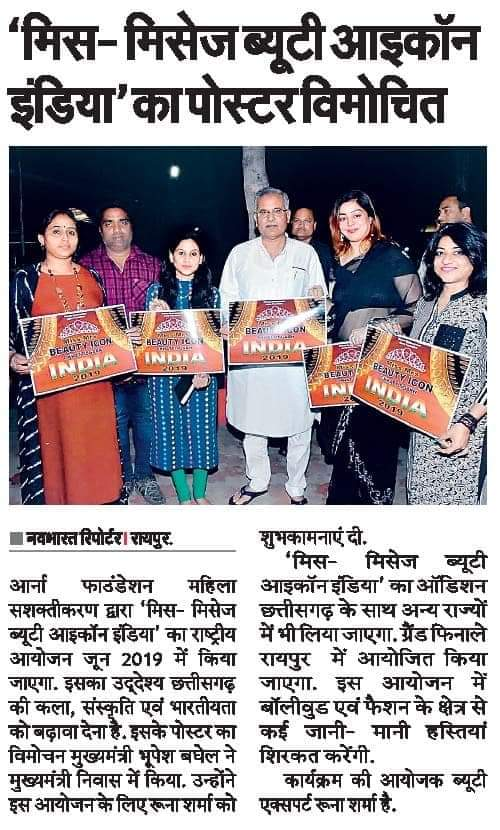 ‘मिस- मिसेज ब्यूटी आइकॉन
इंडिया’ का पोस्टर विमोचित
BEAUTY ICON
INDIA
2019
BEAUTY ICON
INDIA
2019
Miss-Mrs.
BEAUTY ICON
INDIA
2019
INDIA
2019
BEAUTY ICON
INDIA
2019
नवभारत रिपोर्टर। रायपुर.
आर्ना फाउंडेशन महिला
सशक्तीकरण द्वारा ‘मिस- मिसेज
ब्यूटी आइकॉन इंडिया’ का राष्ट्रीय
आयोजन जून 2019 में किया
जाएगा. इसका उद्देश्य छत्तीसगढ़
की कला, संस्कृति एवं भारतीयता
को बढ़ावा देना है. इसके पोस्टर का
विमोचन मुख्यमंत्री भूपेश बघेल ने
मुख्यमंत्री निवास में किया. उन्होंने
इस आयोजन के लिए रूना शर्मा को
शुभकामनाएं दी.
‘मिस- मिसेज ब्यूटी
आइकॉन इंडिया’ का ऑडिशन
छत्तीसगढ़ के साथ अन्य राज्यों
में भी लिया जाएगा. ग्रैंड फिनाले
रायपुर में आयोजित किया
जाएगा. इस आयोजन में
बॉलीवुड एवं फैशन के क्षेत्र से
कई जानी- मानी हस्तियां
शिरकत करेंगी.
कार्यक्रम की आयोजक ब्यूटी
एक्सपर्ट रूना शर्मा है.